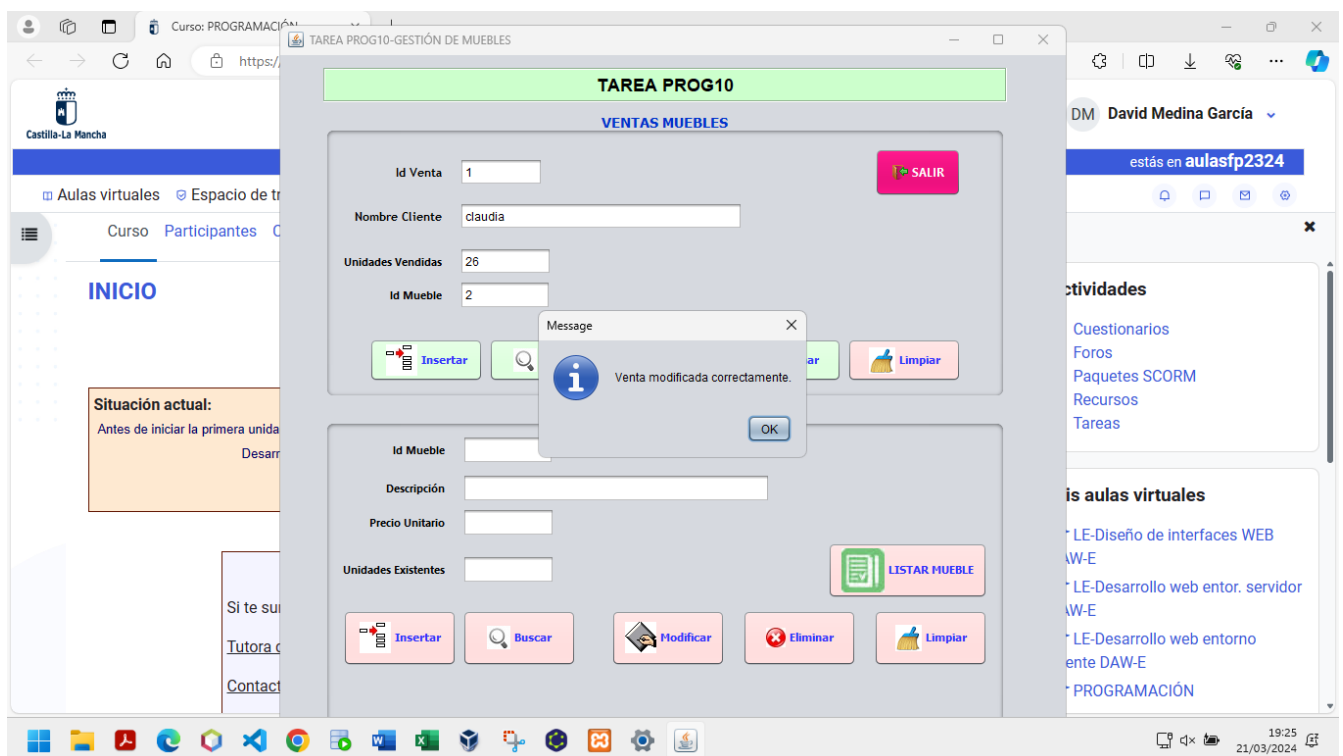 Curso: PROGRAMACIÓN
TAREA PROG10-GESTIÓN DE MUEBLES
https:/
TAREA PROG10
VENTAS MUEBLES
Castilla-La Mancha
DM David Medina García
estás en aulasfp2324
Aulas virtuales
Espacio de tr
Curso Participantes C
INICIO
Id Venta 1
SALIR
Nombre Cliente claudia
Unidades Vendidas 26
Id Mueble 2
Insertar
ar
Limpiar
Message
Venta modificada correctamente.
OK
Situación actual:
Antes de iniciar la primera unida
Desarr
Si te su
Tutora
Contact
Id Mueble
Descripción
Precio Unitario
Unidades Existentes
LISTAR MUEBLE
Insertar
Buscar
Modificar
Eliminar
Limpiar
ctividades
Cuestionarios
Foros
Paquetes SCORM
Recursos
Tareas
is aulas virtuales
LE-Diseño de interfaces WEB
AW-E
LE-Desarrollo web entor. servidor
AW-E
LE-Desarrollo web entorno
ente DAW-E
PROGRAMACIÓN
19:25
21/03/2024